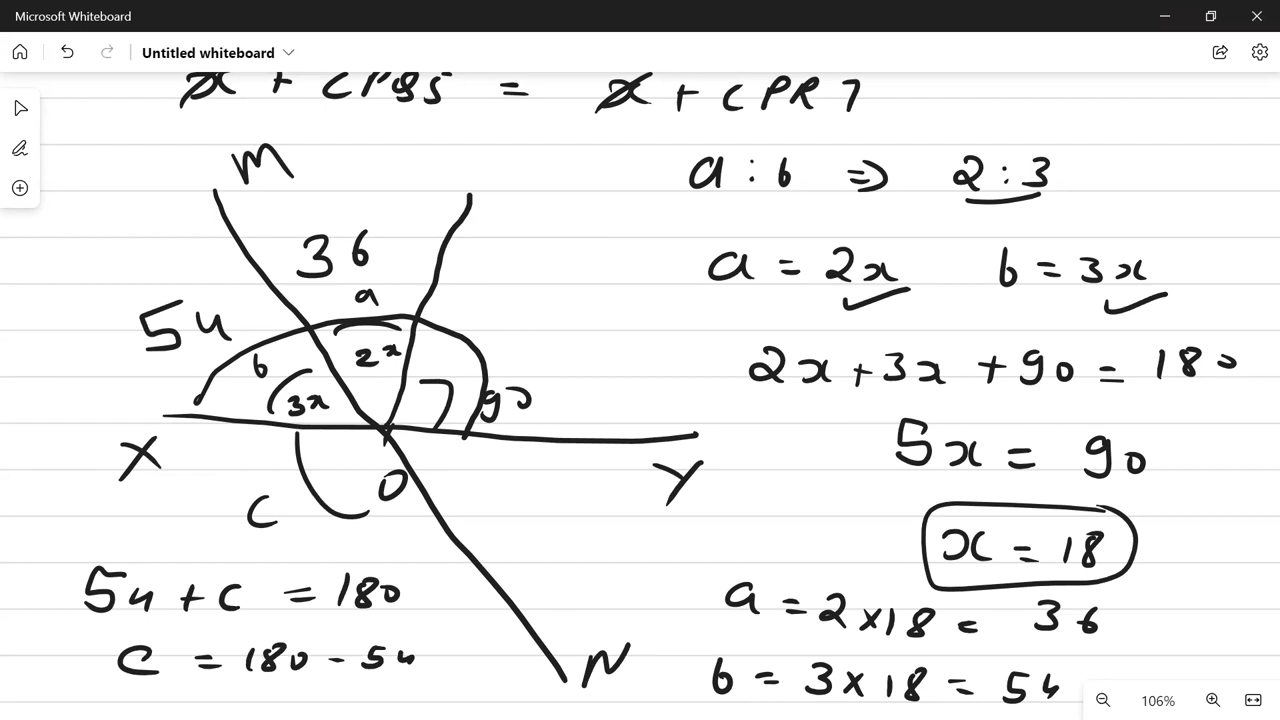 Microsoft Whiteboard
Untitled whiteboard
= x + < PR7
a : b ⇒ 2 : 3
a = 2x b = 3x
2x + 3x + 90 = 180
5x = 90
x = 18
a = 2 × 18 = 36
b = 3 × 18 = 54
M
36
a
54
b
2x
3x
90
X
O
Y
C
54 + c = 180
c = 180 - 54
N
106%